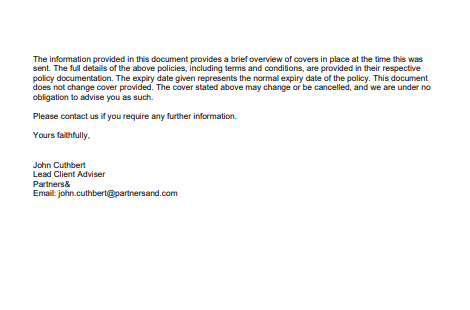 The information provided in this document provides a brief overview of covers in place at the time this was
sent. The full details of the above policies, including terms and conditions, are provided in their respective
policy documentation. The expiry date given represents the normal expiry date of the policy. This document
does not change cover provided. The cover stated above may change or be cancelled, and we are under no
obligation to advise you as such.
Please contact us if you require any further information.
Yours faithfully,
John Cuthbert
Lead Client Adviser
Partners&
Email: john.cuthbert@partnersand.com